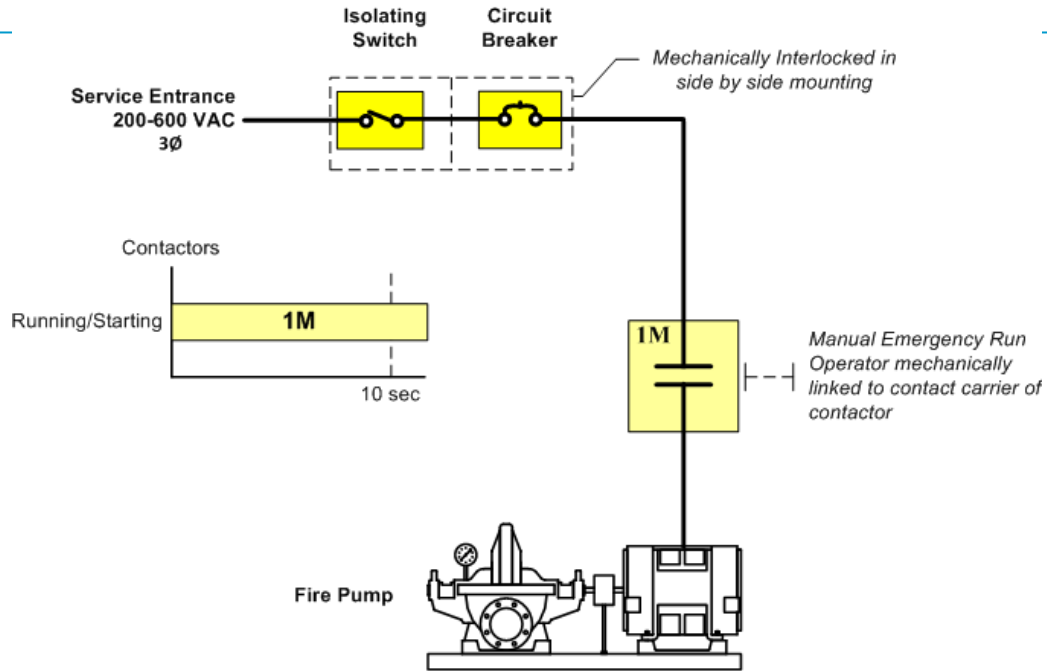 Isolating
Switch
Circuit
Breaker
Mechanically Interlocked in
side by side mounting
Service Entrance
200-600 VAC
3Ø
Contactors
Running/Starting
1M
10 sec
1M
Manual Emergency Run
Operator mechanically
linked to contact carrier of
contactor
Fire Pump